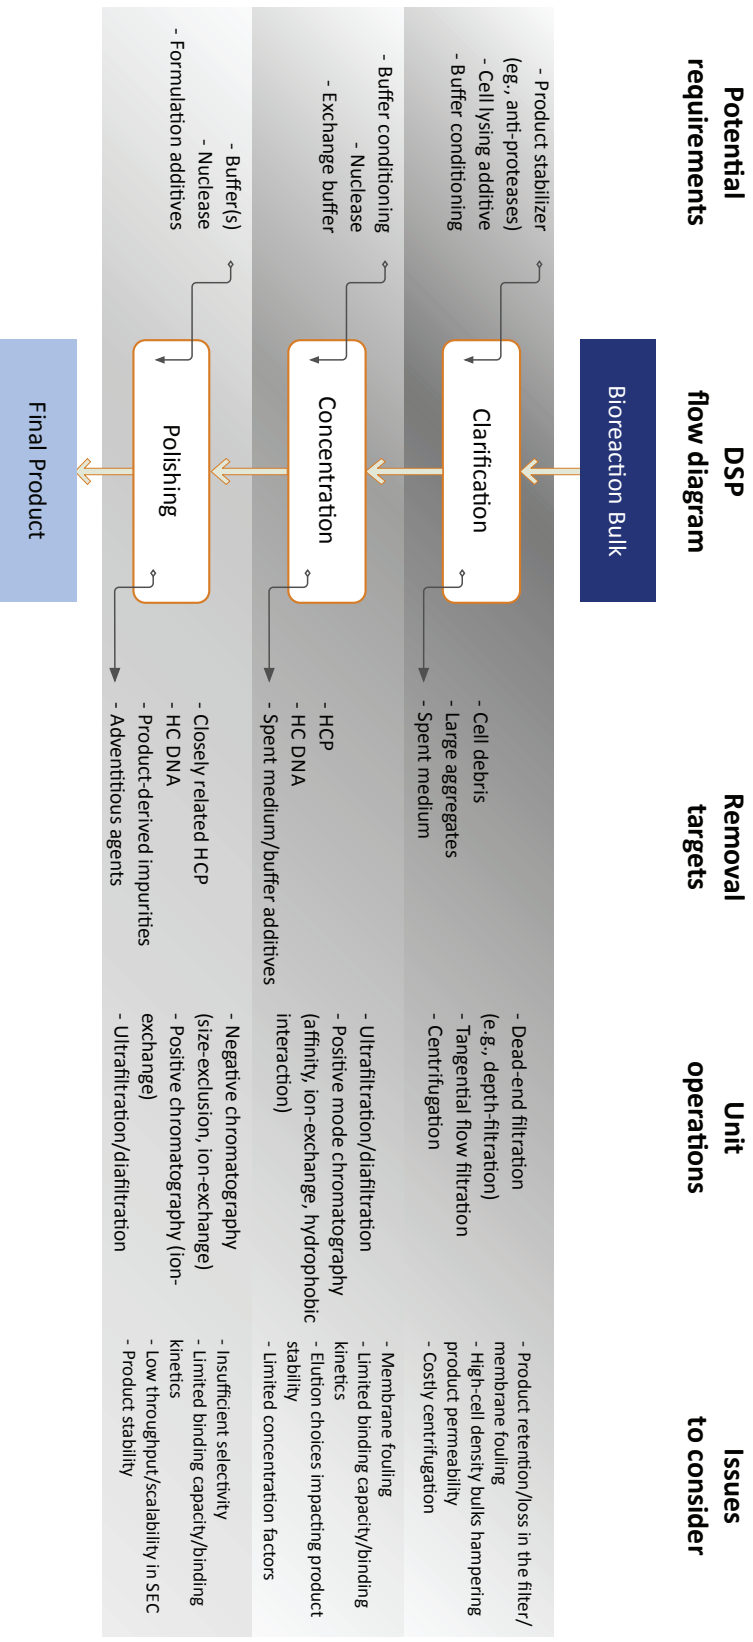 Potential
requirements
DSP
flow diagram
Removal
targets
Unit
operations
Issues
to consider
Bioreaction Bulk
- Product stabilizer
(eg., anti-proteases)
- Cell lysing additive
- Buffer conditioning
Clarification
- Cell debris
- Large aggregates
- Spent medium
- Dead-end filtration
(e.g., depth-filtration)
- Tangential flow filtration
- Centrifugation
- Product retention/loss in the filter/
membrane fouling
- High-cell density bulks hampering
product permeability
- Costly centrifugation
- Buffer conditioning
- Nuclease
- Exchange buffer
Concentration
- HCP
- HC DNA
- Spent medium/buffer additives
- Ultrafiltration/diafiltration
- Positive mode chromatography
(affinity, ion-exchange, hydrophobic
interaction)
- Membrane fouling
- Limited binding capacity/binding
kinetics
- Elution choices impacting product
stability
- Limited concentration factors
- Buffer(s)
- Nuclease
- Formulation additives
Polishing
- Closely related HCP
- HC DNA
- Product-derived impurities
- Adventitious agents
- Negative chromatography
(size-exclusion, ion-exchange)
- Positive chromatography (ion-
exchange)
- Ultrafiltration/diafiltration
- Insufficient selectivity
- Limited binding capacity/binding
kinetics
- Low throughput/scalability in SEC
- Product stability
Final Product